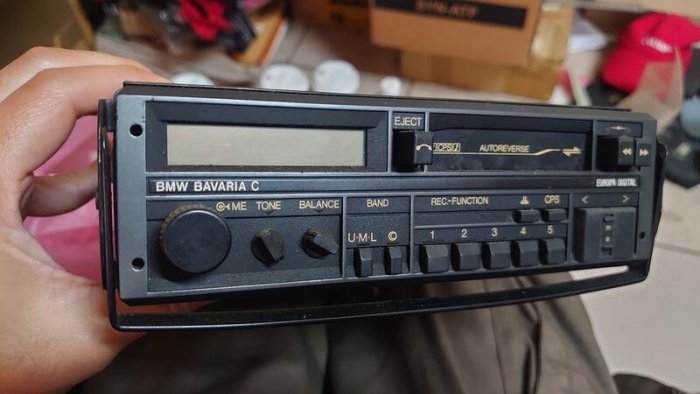 EJECT
CPS
AUTOREVERSE
BMW BAVARIA C
EUROPA DIGITAL
ME TONE BALANCE
BAND
REC.-FUNCTION
CPS
U·M·L ©
1 2 3 4 5